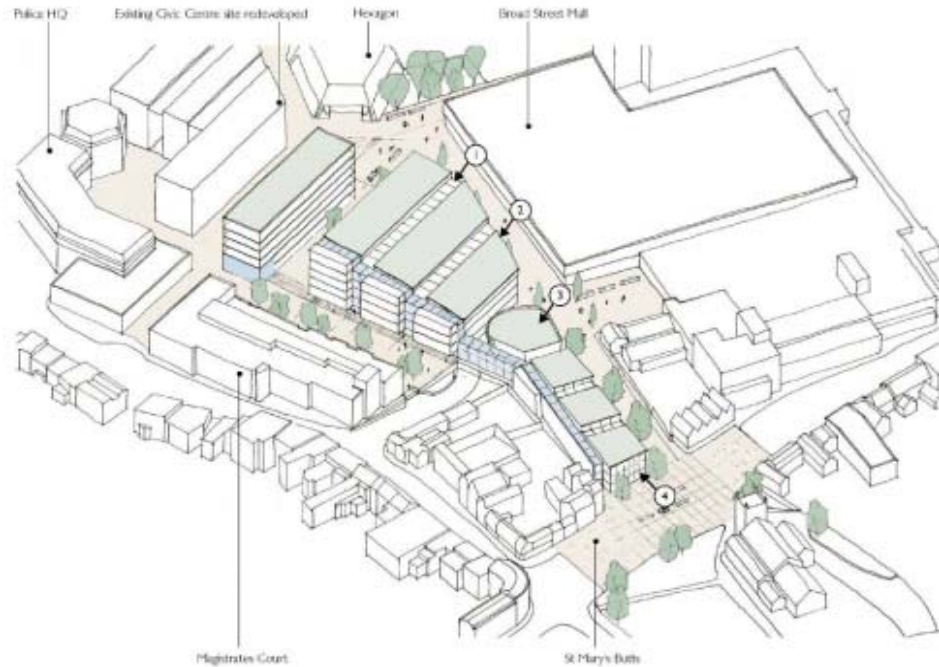 Police HQ
Existing Civic Centre site redeveloped
Hexagon
Broad Street Mall
1
2
3
4
Magistrates Court
St Mary's Butts